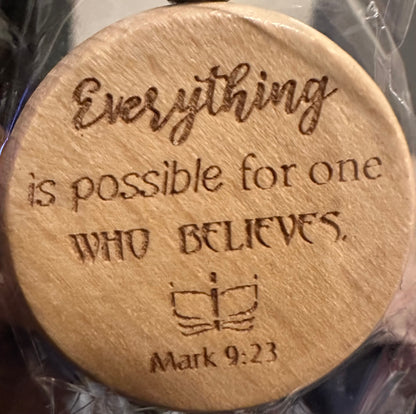 Everything
is possible for one
WHO BELIEVES.
Mark 9:23